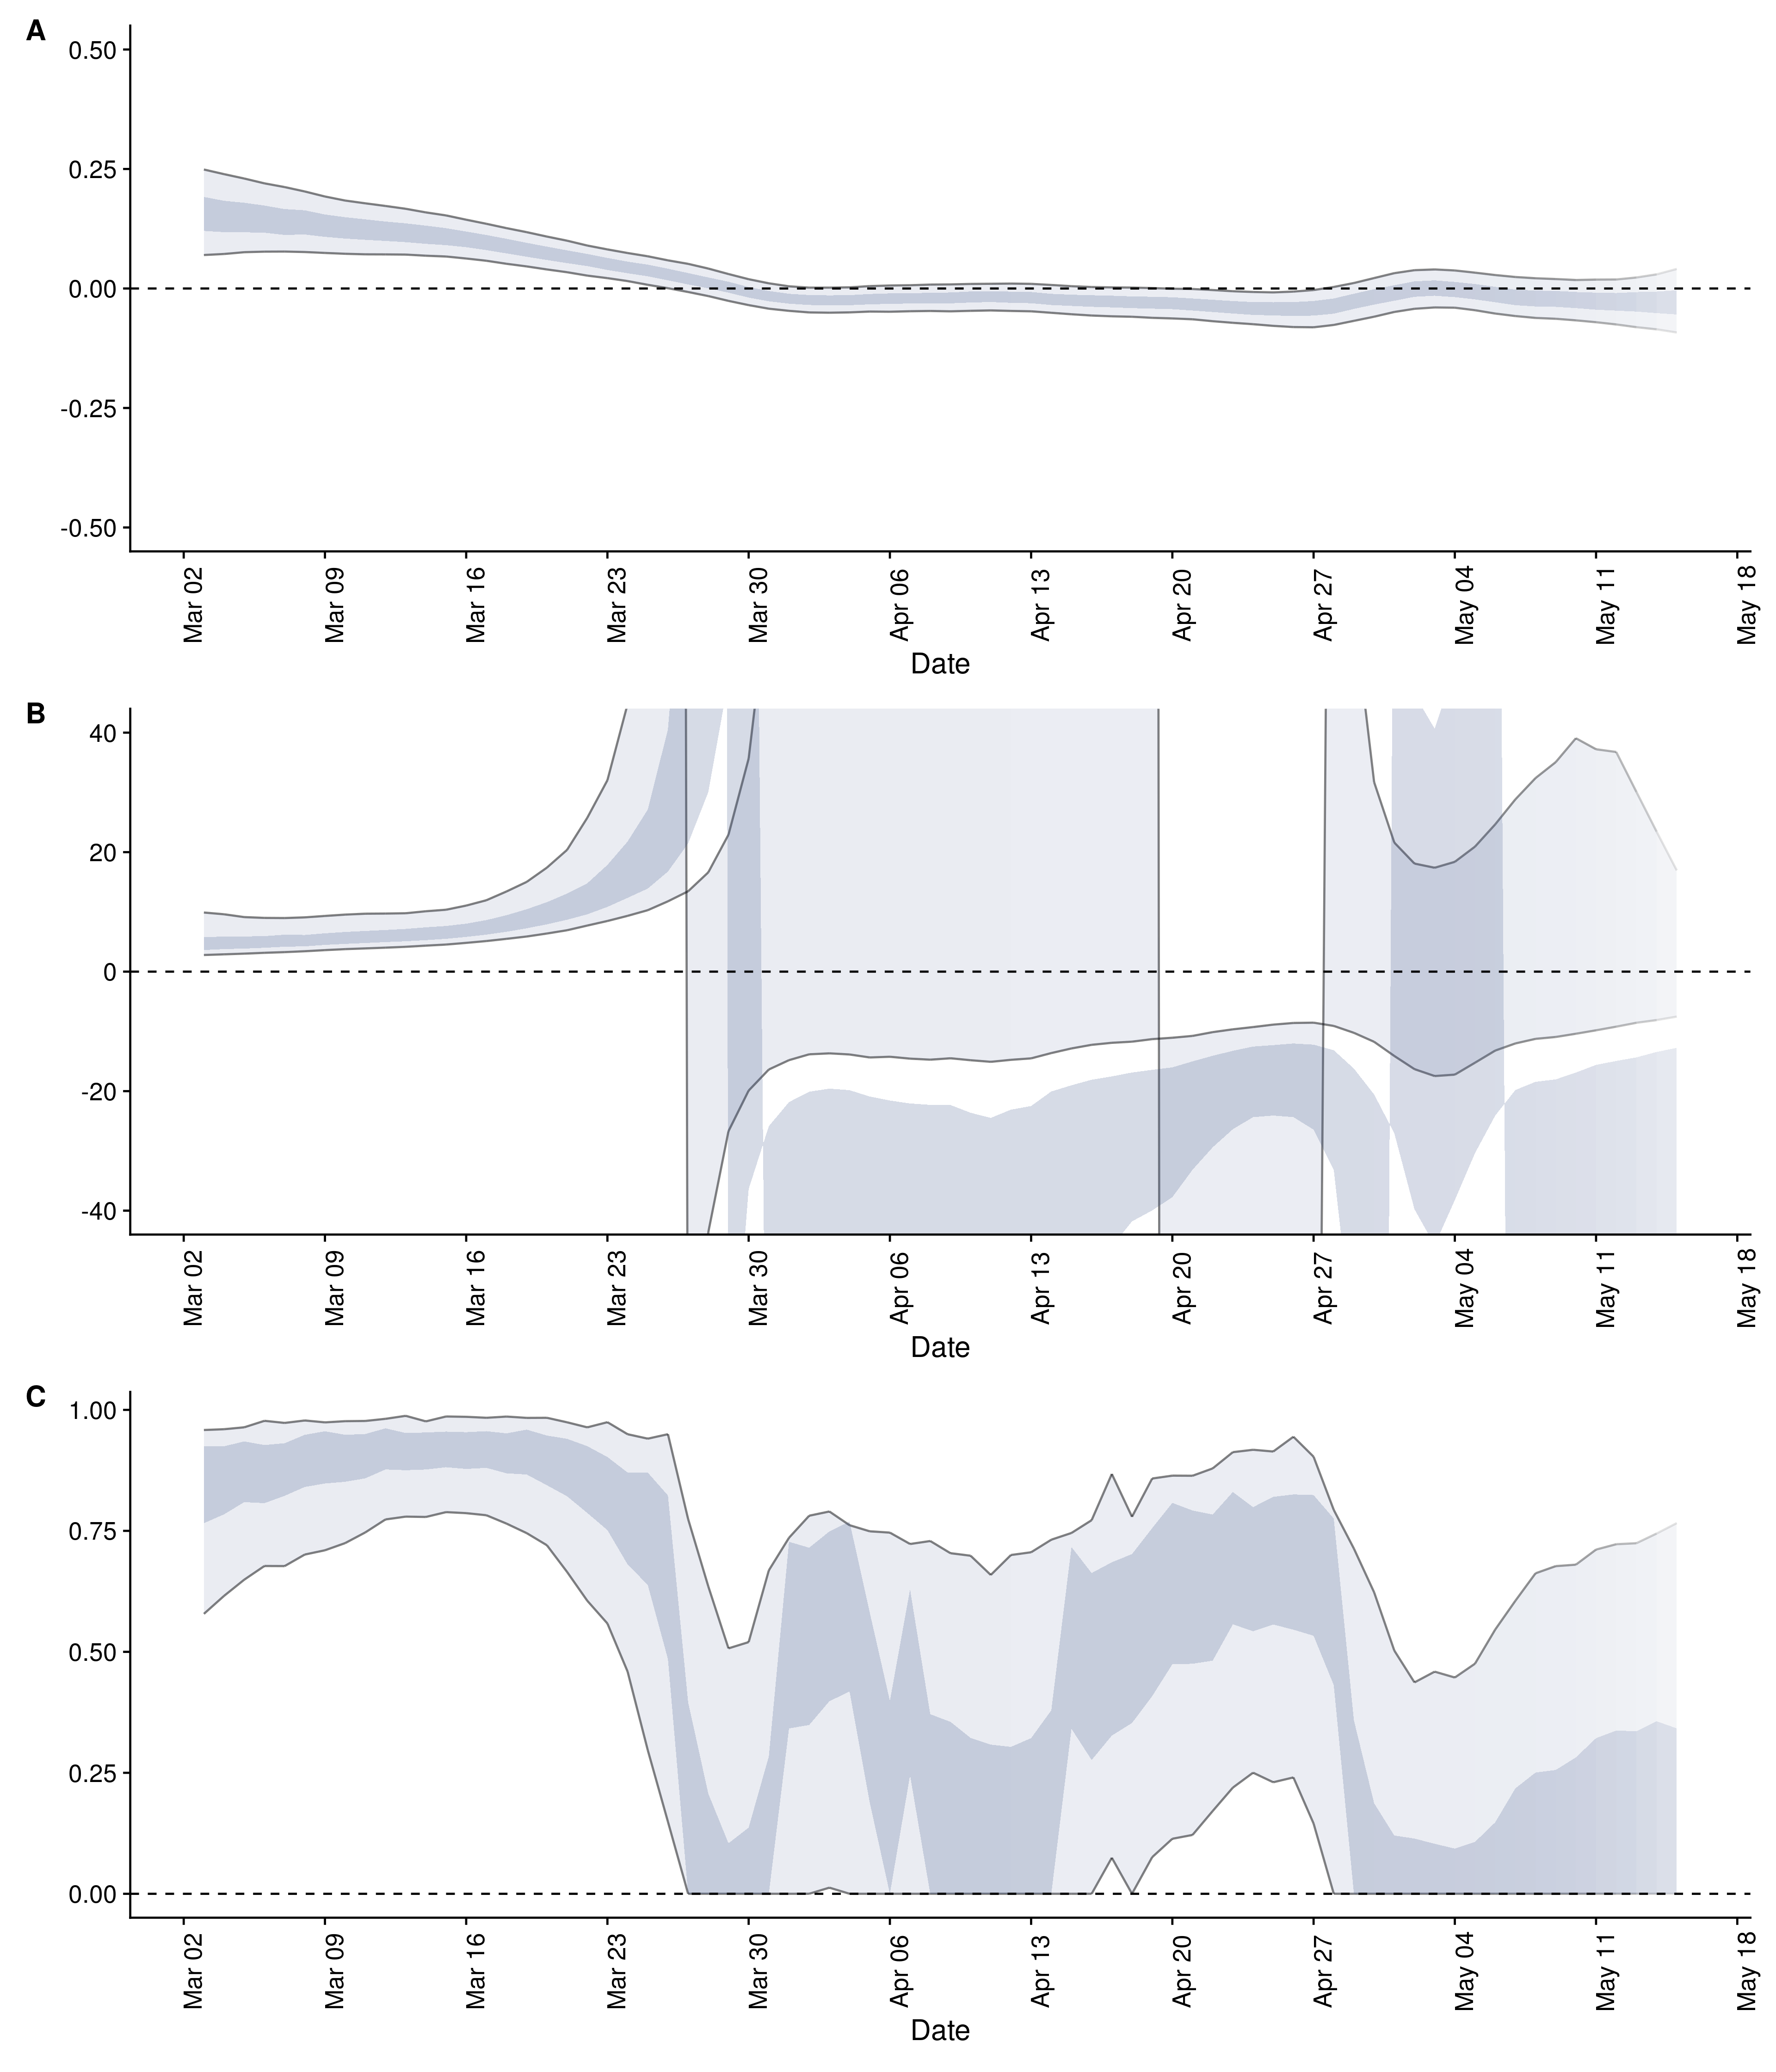 A
0.50
0.25
0.00
-0.25
-0.50
Mar 02
Mar 09
Mar 16
Mar 23
Mar 30
Apr 06
Apr 13
Apr 20
Apr 27
May 04
May 11
May 18
Date
B
40
20
0
-20
-40
Mar 02
Mar 09
Mar 16
Mar 23
Mar 30
Apr 06
Apr 13
Apr 20
Apr 27
May 04
May 11
May 18
Date
C
1.00
0.75
0.50
0.25
0.00
Mar 02
Mar 09
Mar 16
Mar 23
Mar 30
Apr 06
Apr 13
Apr 20
Apr 27
May 04
May 11
May 18
Date